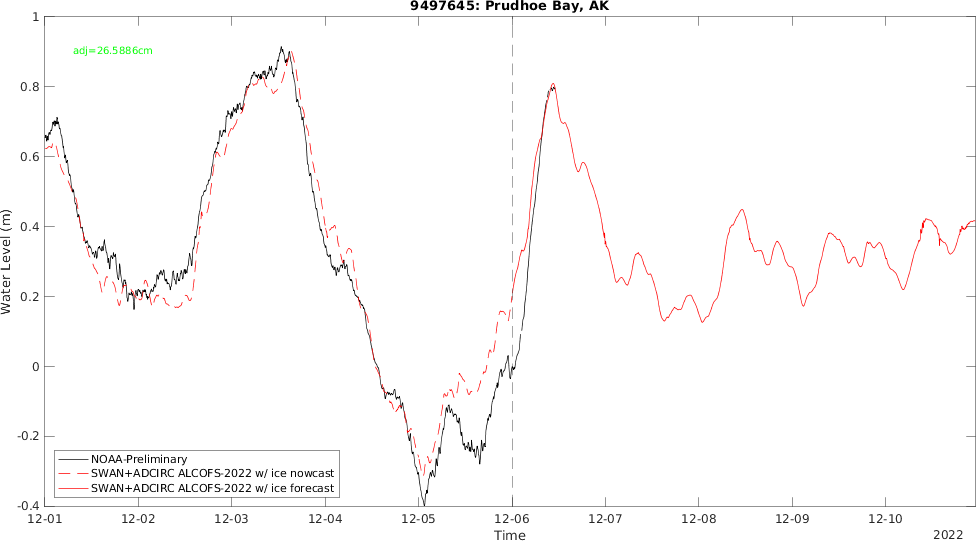 9497645: Prudhoe Bay, AK
adj=26.5886cm
1
0.8
0.6
0.4
0.2
0
-0.2
-0.4
Water Level (m)
NOAA-Preliminary
SWAN+ADCIRC ALCOFS-2022 w/ ice nowcast
SWAN+ADCIRC ALCOFS-2022 w/ ice forecast
12-01 12-02 12-03 12-04 12-05 12-06 12-07 12-08 12-09 12-10
Time
2022